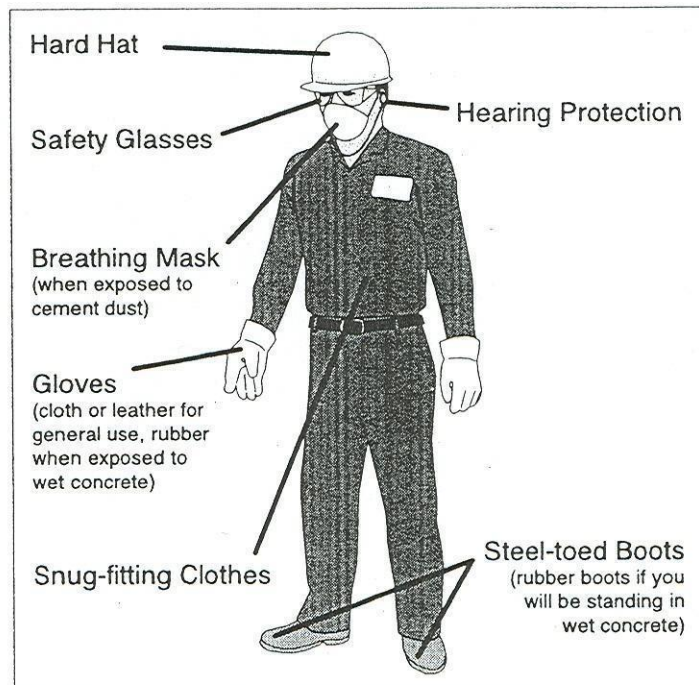 Hard Hat
Safety Glasses
Hearing Protection
Breathing Mask
(when exposed to
cement dust)
Gloves
(cloth or leather for
general use, rubber
when exposed to
wet concrete)
Snug-fitting Clothes
Steel-toed Boots
(rubber boots if you
will be standing in
wet concrete)